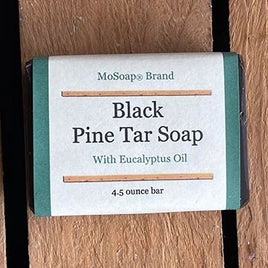 MoSoap® Brand
Black
Pine Tar Soap
With Eucalyptus Oil
4.5 ounce bar